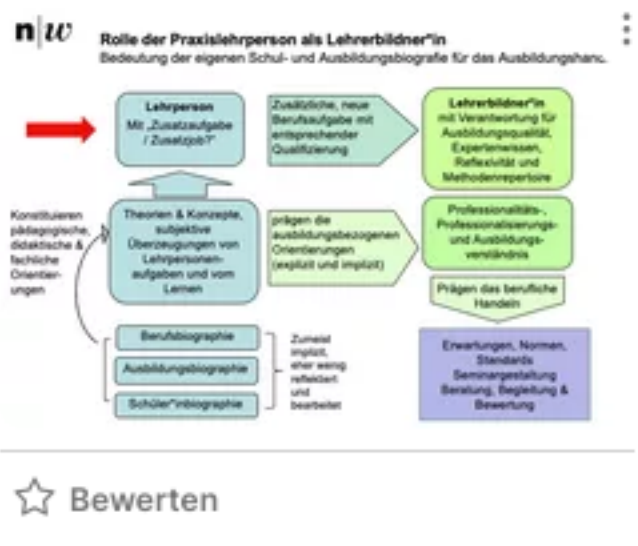 n|w
Rolle der Praxislehrperson als Lehrerbildner*in
Bedeutung der eigenen Schul- und Ausbildungsbiografie für das Ausbildungshand
Lehrperson
Mit „Zusatzaufgabe
/ Zusatzjob?"
Zusätzliche, neue
Berufsaufgabe mit
entsprechender
Qualifizierung
Lehrerbildner*in
mit Verantwortung für
Ausbildungsqualität,
Expertenwissen,
Reflexivität und
Methodenrepertoire
Konstituieren
pädagogische,
didaktische &
fachliche
Orientier-
ungen
Theorien & Konzepte,
subjektive
Überzeugungen von
Lehrpersonen-
aufgaben und vom
Lernen
prägen die
ausbildungsbezogenen
Orientierungen
(explizit und implizit)
Professionalitäts-,
Professionalisierungs-
und Ausbildungs-
verständnis
Prägen das berufliche
Handeln
Berufsbiographie
Ausbildungsbiographie
Schüler*inbiographie
Zumeist
implizit,
eher wenig
reflektiert
und
bearbeitet
Erwartungen, Normen,
Standards
Seminargestaltung
Beratung, Begleitung &
Bewertung
Bewerten